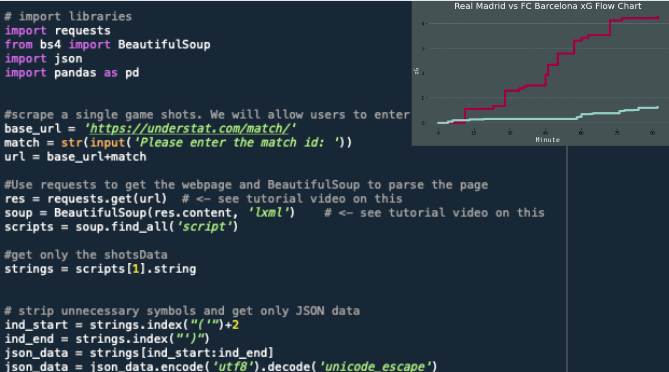 # import libraries
import requests
from bs4 import BeautifulSoup
import json
import pandas as pd
#scrape a single game shots. We will allow users to enter
base_url = 'https://understat.com/match/'
match = str(input('Please enter the match id: '))
url = base_url+match
#Use requests to get the webpage and BeautifulSoup to parse the page
res = requests.get(url)  # <— see tutorial video on this
soup = BeautifulSoup(res.content, 'lxml')    # <— see tutorial video on this
scripts = soup.find_all('script')
#get only the shotsData
strings = scripts[1].string
# strip unnecessary symbols and get only JSON data
ind_start = strings.index("('")+2
ind_end = strings.index("')")
json_data = strings[ind_start:ind_end]
json_data = json_data.encode('utf8').decode('unicode_escape')
Real Madrid vs FC Barcelona xG Flow Chart
xG
4
3
2
1
0
0 15 30 45 60 75 90
Minute